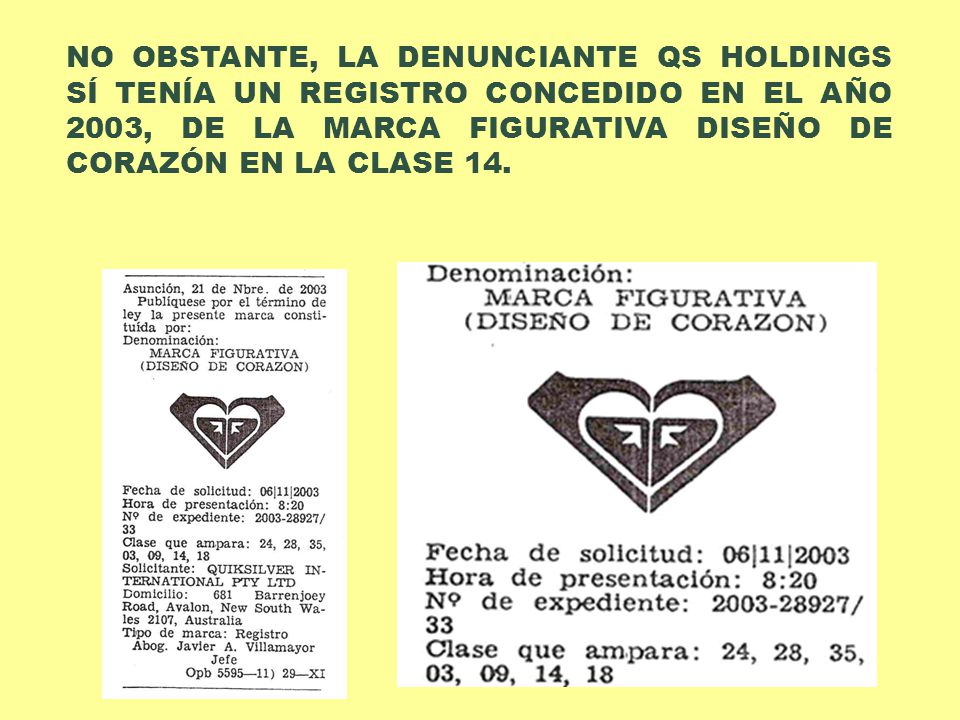 NO OBSTANTE, LA DENUNCIANTE QS HOLDINGS
SÍ TENÍA UN REGISTRO CONCEDIDO EN EL AÑO
2003, DE LA MARCA FIGURATIVA DISEÑO DE
CORAZÓN EN LA CLASE 14.
Asunción, 21 de Nbre. de 2003
Publíquese por el término de
ley la presente marca consti-
tuída por:
Denominación:
MARCA FIGURATIVA
(DISEÑO DE CORAZON)
Fecha de solicitud: 06|11|2003
Hora de presentación: 8:20
Nº de expediente: 2003-28927/
33
Clase que ampara: 24, 28, 35,
03, 09, 14, 18
Solicitante: QUIKSILVER IN-
TERNATIONAL PTY LTD
Domicilio: 681 Barrenjoey
Road, Avalon, New South Wa-
les 2107, Australia
Tipo de marca: Registro
Abog. Javier A. Villamayor
Jefe
Opb 5595—11) 29—XI
Denominación:
MARCA FIGURATIVA
(DISEÑO DE CORAZON)
Fecha de solicitud: 06|11|2003
Hora de presentación: 8:20
Nº de expediente: 2003-28927/
33
Clase que ampara: 24, 28, 35,
03, 09, 14, 18